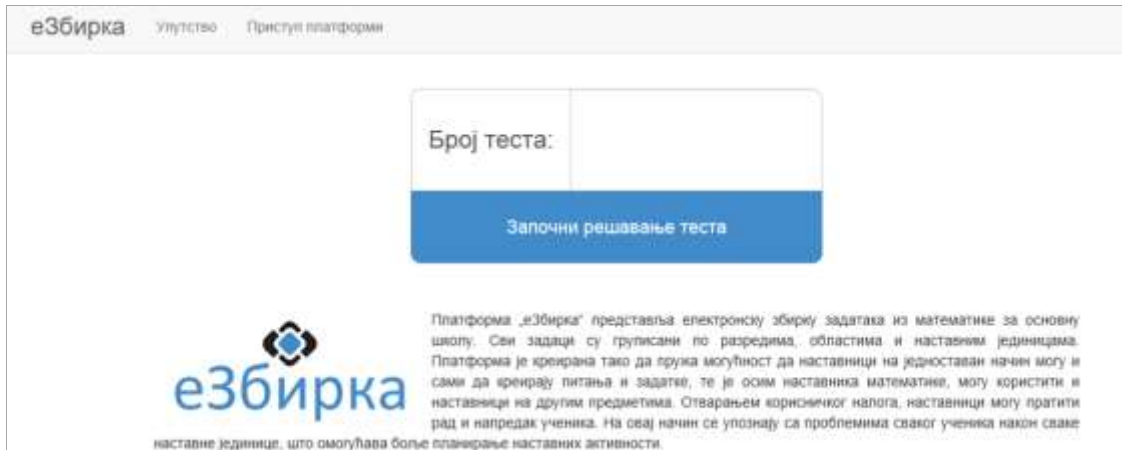 еЗбирка Упутство Приступ платформи
Број теста:
Започни решавање теста
еЗбирка
Платформа „еЗбирка“ представља електронску збирку задатака из математике за основну
школу. Сви задаци су груписани по разредима, областима и наставним јединицама.
Платформа је креирана тако да пружа могућност да наставници на једноставан начин могу и
сами да креирају питања и задатке, те је осим наставника математике, могу користити и
наставници на другим предметима. Отварањем корисничког налога, наставници могу пратити
рад и напредак ученика. На овај начин се упознају са проблемима сваког ученика након сваке
наставне јединице, што омогућава боље планирање наставних активности.